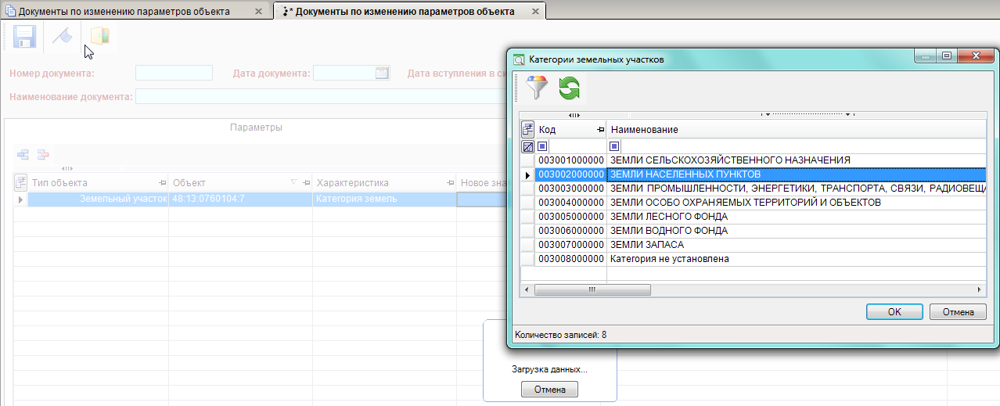 Документы по изменению параметров объекта
* Документы по изменению параметров объекта
Номер документа:
Дата документа:
Дата вступления в си
Наименование документа:
Параметры
Тип объекта
Объект
Характеристика
Новое зна
Земельный участок
48:13:0760104:7
Категория земель
Категории земельных участков
Код
Наименование
003001000000 ЗЕМЛИ СЕЛЬСКОХОЗЯЙСТВЕННОГО НАЗНАЧЕНИЯ
003002000000 ЗЕМЛИ НАСЕЛЕННЫХ ПУНКТОВ
003003000000 ЗЕМЛИ ПРОМЫШЛЕННОСТИ, ЭНЕРГЕТИКИ, ТРАНСПОРТА, СВЯЗИ, РАДИОВЕЩА
003004000000 ЗЕМЛИ ОСОБО ОХРАНЯЕМЫХ ТЕРРИТОРИЙ И ОБЪЕКТОВ
003005000000 ЗЕМЛИ ЛЕСНОГО ФОНДА
003006000000 ЗЕМЛИ ВОДНОГО ФОНДА
003007000000 ЗЕМЛИ ЗАПАСА
003008000000 Категория не установлена
OK
Отмена
Количество записей: 8
Загрузка данных...
Отмена